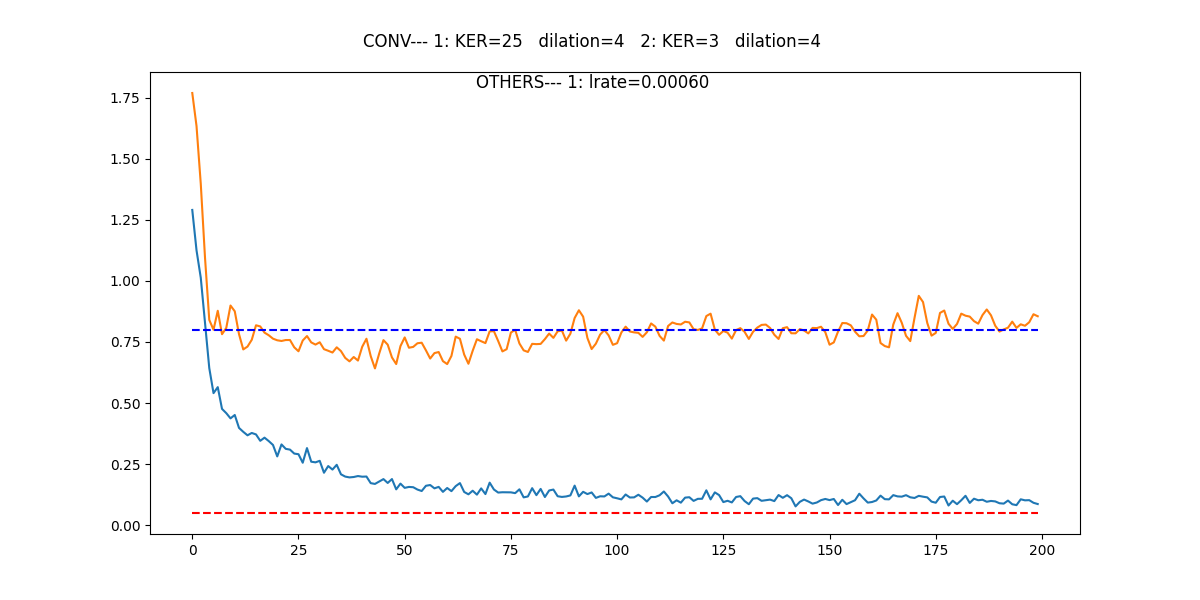 CONV--- 1: KER=25   dilation=4   2: KER=3   dilation=4
OTHERS--- 1: lrate=0.00060
1.75
1.50
1.25
1.00
0.75
0.50
0.25
0.00
0 25 50 75 100 125 150 175 200